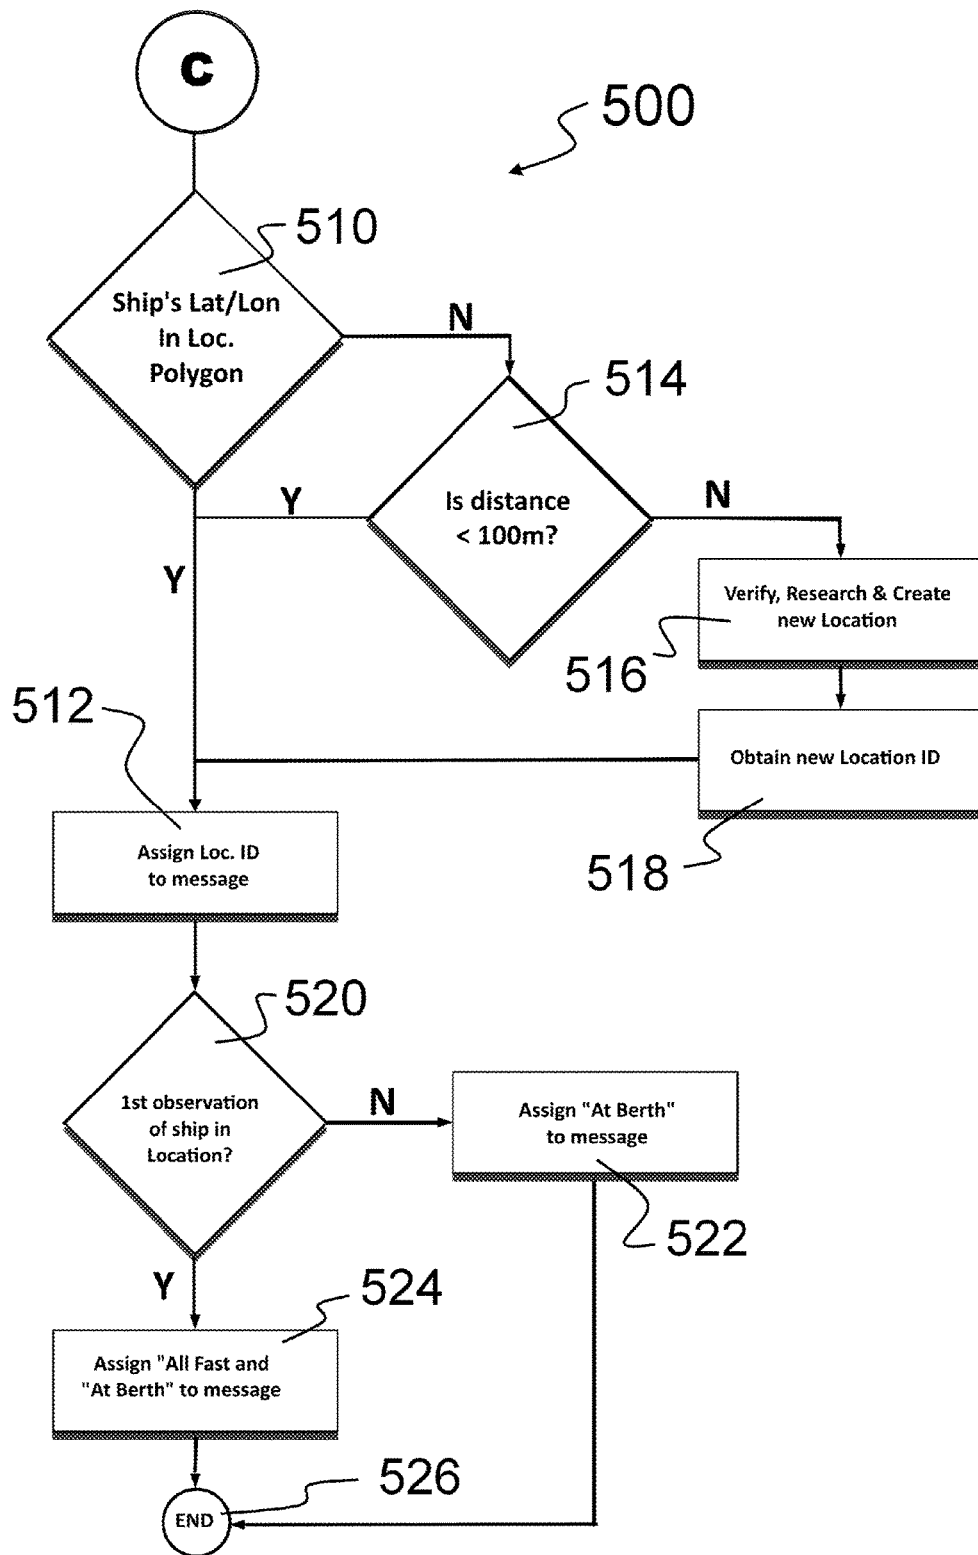 C
500
510
Ship's Lat/Lon
In Loc.
Polygon
N
514
Is distance
< 100m?
Y
N
Y
Verify, Research & Create
new Location
516
512
Obtain new Location ID
518
Assign Loc. ID
to message
520
1st observation
of ship in
Location?
N
Assign "At Berth"
to message
522
Y
524
Assign "All Fast and
"At Berth" to message
526
END